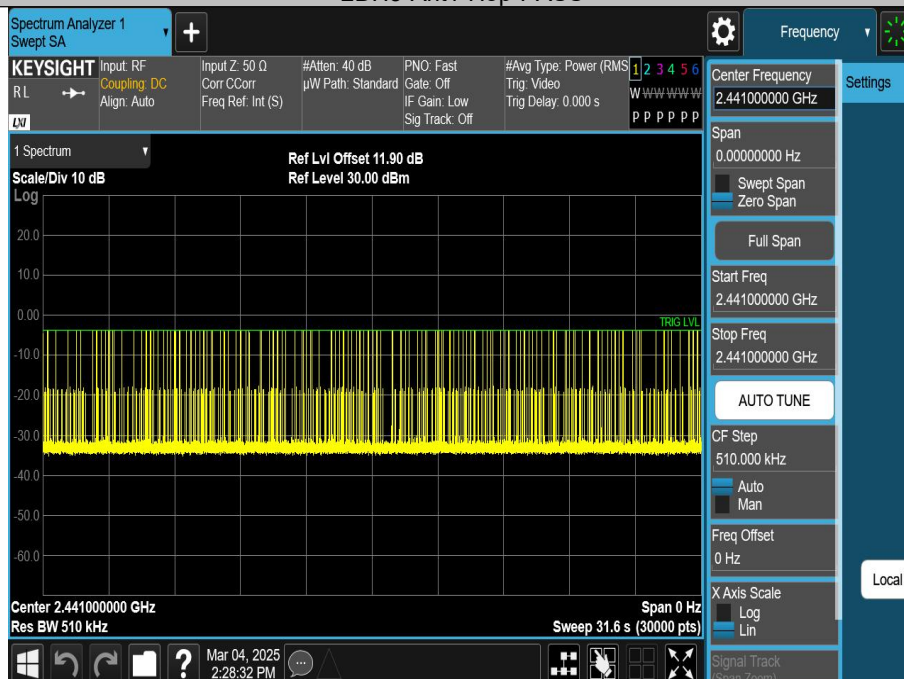 Spectrum Analyzer 1
Swept SA
+
Frequency
KEYSIGHT
RL
LXI
Input: RF
Coupling: DC
Align: Auto
Input Z: 50 Ω
Corr CCorr
Freq Ref: Int (S)
#Atten: 40 dB
µW Path: Standard
PNO: Fast
Gate: Off
IF Gain: Low
Sig Track: Off
#Avg Type: Power (RMS
Trig: Video
Trig Delay: 0.000 s
1 2 3 4 5 6
W W W W W W
P P P P P P
Center Frequency
2.441000000 GHz
Settings
Span
0.00000000 Hz
Swept Span
Zero Span
Full Span
Start Freq
2.441000000 GHz
Stop Freq
2.441000000 GHz
AUTO TUNE
CF Step
510.000 kHz
Auto
Man
Freq Offset
0 Hz
Local
X Axis Scale
Log
Lin
Signal Track
(Span Zoom)
1 Spectrum
Scale/Div 10 dB
Ref Lvl Offset 11.90 dB
Ref Level 30.00 dBm
Log
20.0
10.0
0.00
TRIG LVL
-10.0
-20.0
-30.0
-40.0
-50.0
-60.0
Center 2.441000000 GHz
Span 0 Hz
Res BW 510 kHz
Sweep 31.6 s (30000 pts)
?
Mar 04, 2025
2:28:32 PM